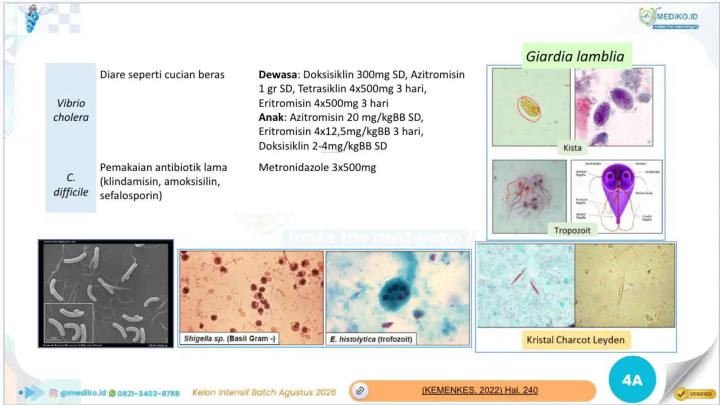 MEDIKO.ID
Giardia lamblia
Vibrio
cholera
Diare seperti cucian beras
Dewasa: Doksisiklin 300mg SD, Azitromisin
1 gr SD, Tetrasiklin 4x500mg 3 hari,
Eritromisin 4x500mg 3 hari
Anak: Azitromisin 20 mg/kgBB SD,
Eritromisin 4x12,5mg/kgBB 3 hari,
Doksisiklin 2-4mg/kgBB SD
C.
difficile
Pemakaian antibiotik lama
(klindamisin, amoksisilin,
sefalosporin)
Metronidazole 3x500mg
Kista
Tropozoit
Shigella sp. (Basil Gram -)
E. histolytica (trofozoit)
Kristal Charcot Leyden
@mediko.id
0821-3403-8758
Kelon Intensif Batch Agustus 2026
(KEMENKES, 2022) Hal. 240
4A
VERIFIED